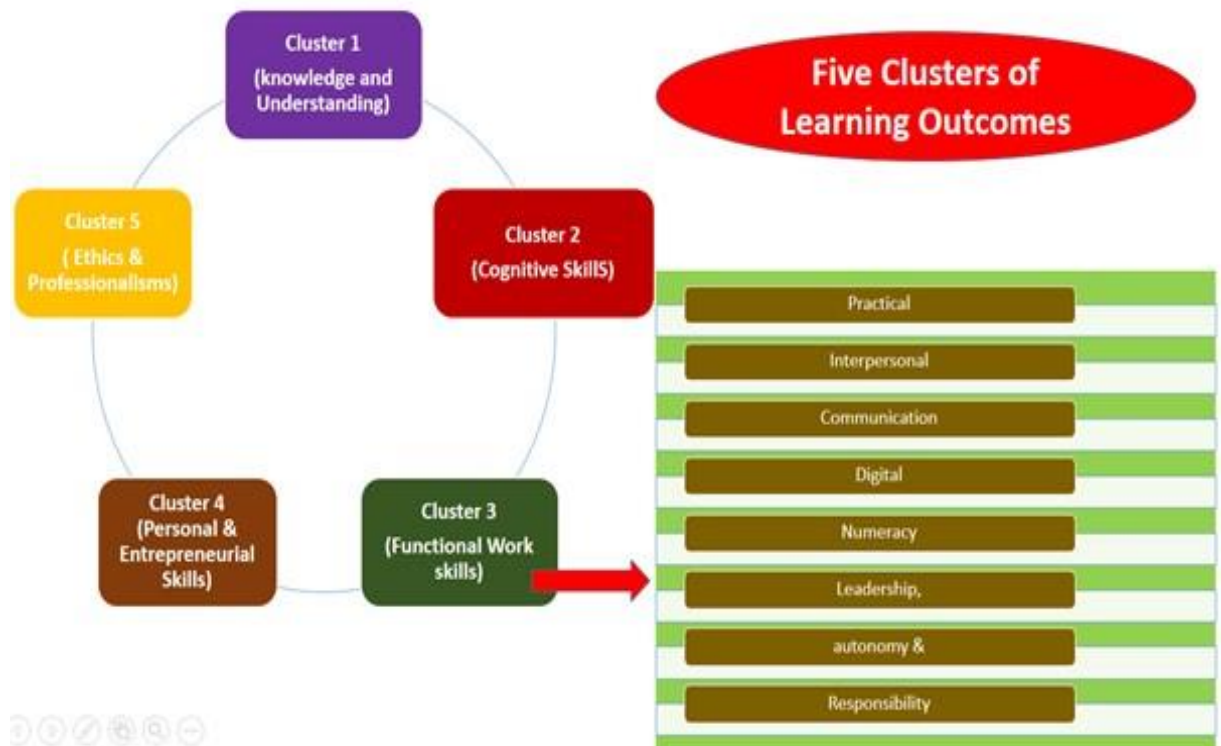 Cluster 1
(knowledge and
Understanding)
Five Clusters of
Learning Outcomes
Cluster 5
( Ethics &
Professionalisms)
Cluster 2
(Cognitive SkillS)
Cluster 4
(Personal &
Entrepreneurial
Skills)
Cluster 3
(Functional Work
skills)
Practical
Interpersonal
Communication
Digital
Numeracy
Leadership,
autonomy &
Responsibility